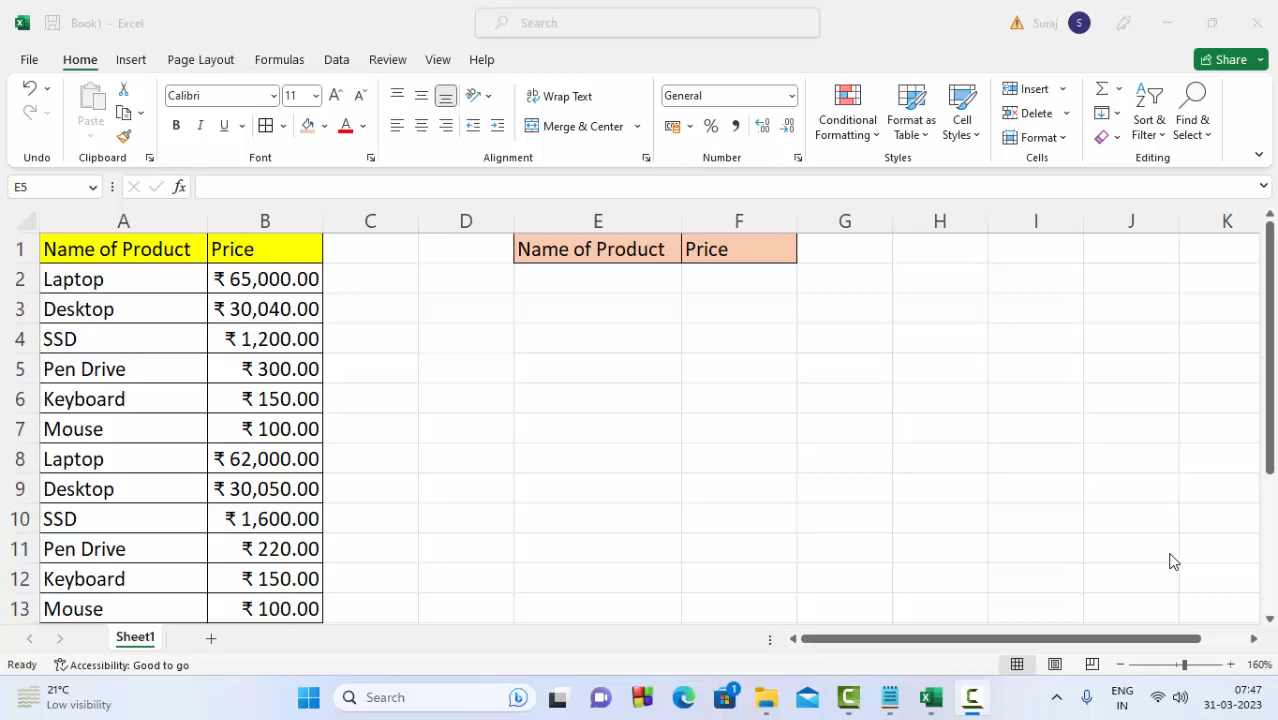 Book1 - Excel
Search
Suraj
S
File Home Insert Page Layout Formulas Data Review View Help
Share
Calibri 11 A A
Wrap Text
General
Paste
B I U A
Merge & Center
% ,
Conditional Formatting
Format as Table
Cell Styles
Insert
Delete
Format
Sort & Filter
Find & Select
Undo Clipboard Font Alignment Number Styles Cells Editing
E5 fx
A B C D E F G H I J K
1 Name of Product Price Name of Product Price
2 Laptop ₹ 65,000.00
3 Desktop ₹ 30,040.00
4 SSD ₹ 1,200.00
5 Pen Drive ₹ 300.00
6 Keyboard ₹ 150.00
7 Mouse ₹ 100.00
8 Laptop ₹ 62,000.00
9 Desktop ₹ 30,050.00
10 SSD ₹ 1,600.00
11 Pen Drive ₹ 220.00
12 Keyboard ₹ 150.00
13 Mouse ₹ 100.00
Sheet1
Ready Accessibility: Good to go 160%
21°C
Low visibility
Search
1
ENG
IN
07:47
31-03-2023